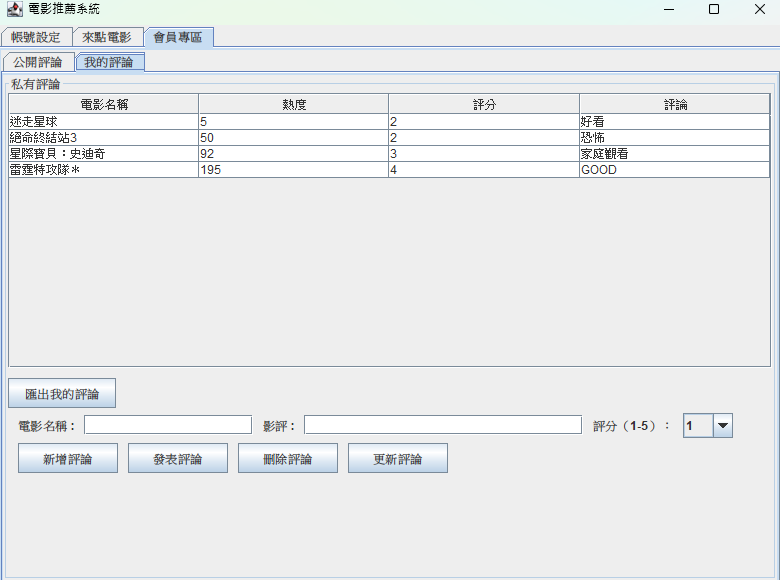 電影推薦系統
帳號設定 來點電影 會員專區
公開評論 我的評論
私有評論
電影名稱 熱度 評分 評論
迷走星球 5 2 好看
絕命終結站3 50 2 恐怖
星際寶貝：史迪奇 92 3 家庭觀看
雷霆特攻隊＊ 195 4 GOOD
匯出我的評論
電影名稱： 影評： 評分（1-5）： 1
新增評論 發表評論 刪除評論 更新評論